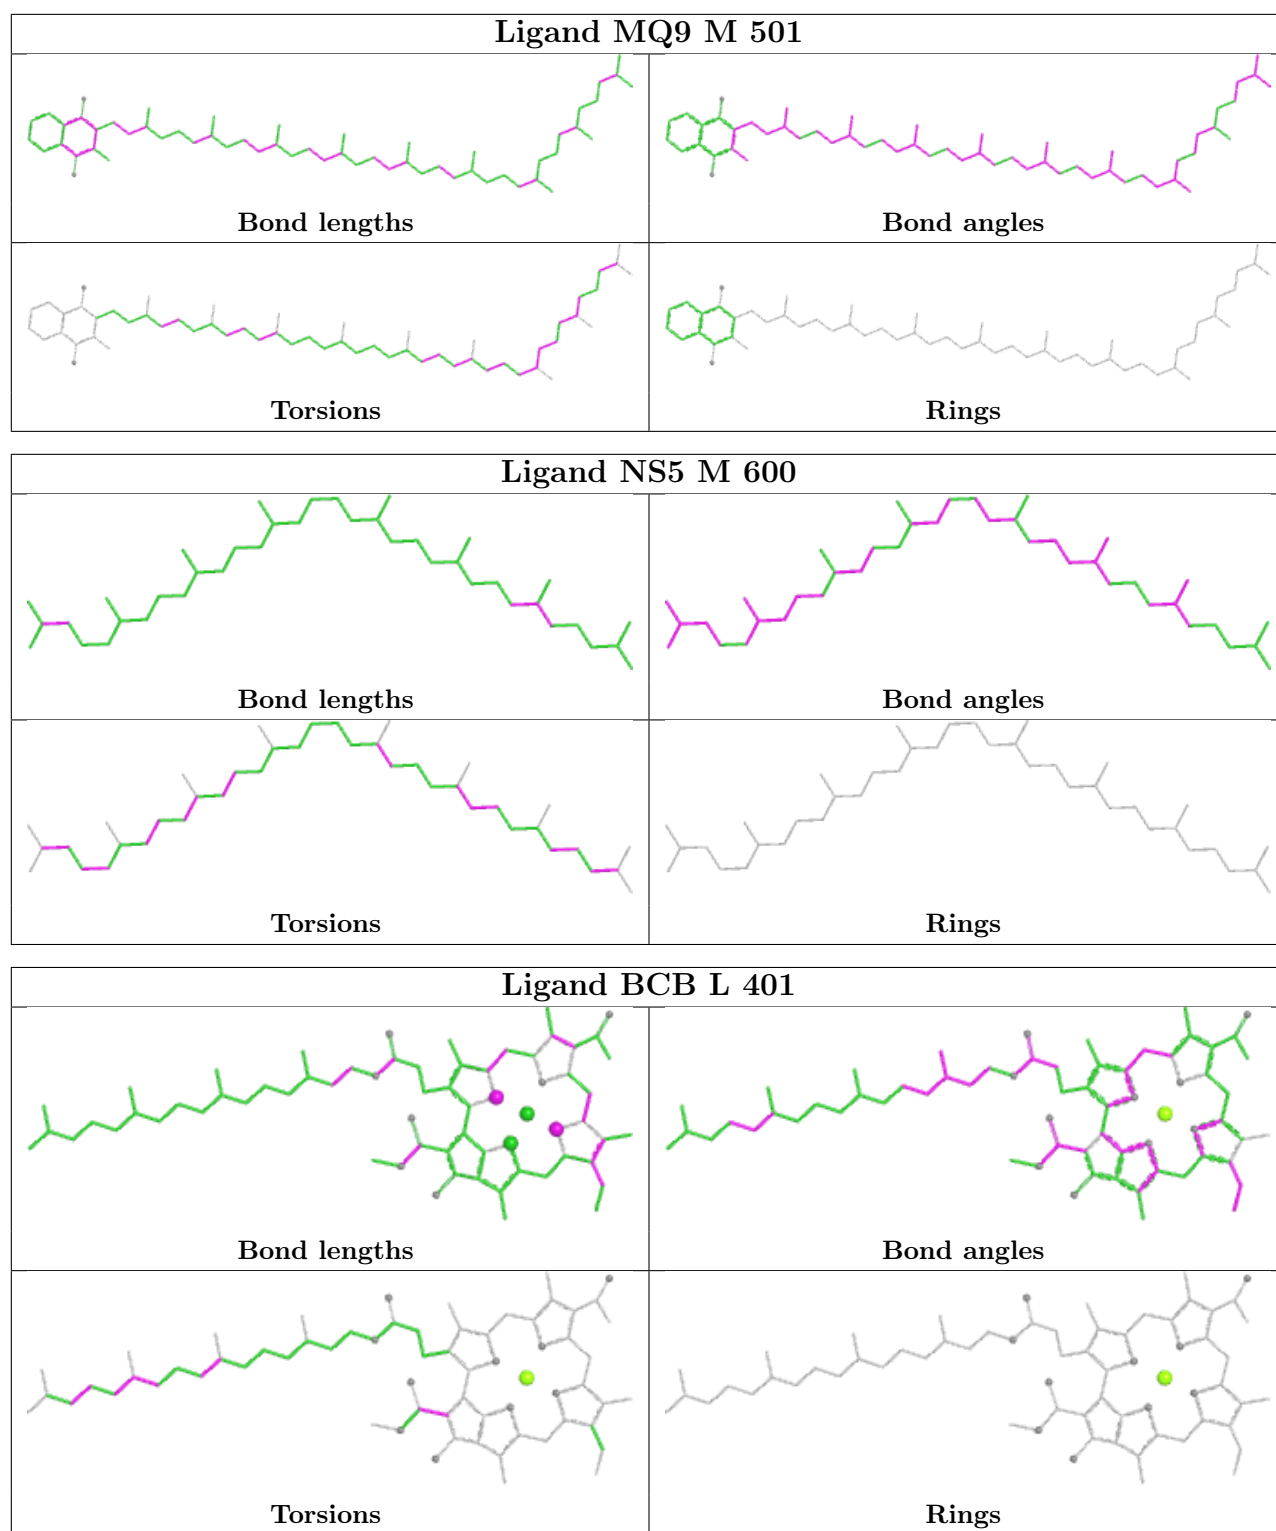 Ligand MQ9 M 501
Bond lengths
Bond angles
Torsions
Rings
Ligand NS5 M 600
Bond lengths
Bond angles
Torsions
Rings
Ligand BCB L 401
Bond lengths
Bond angles
Torsions
Rings